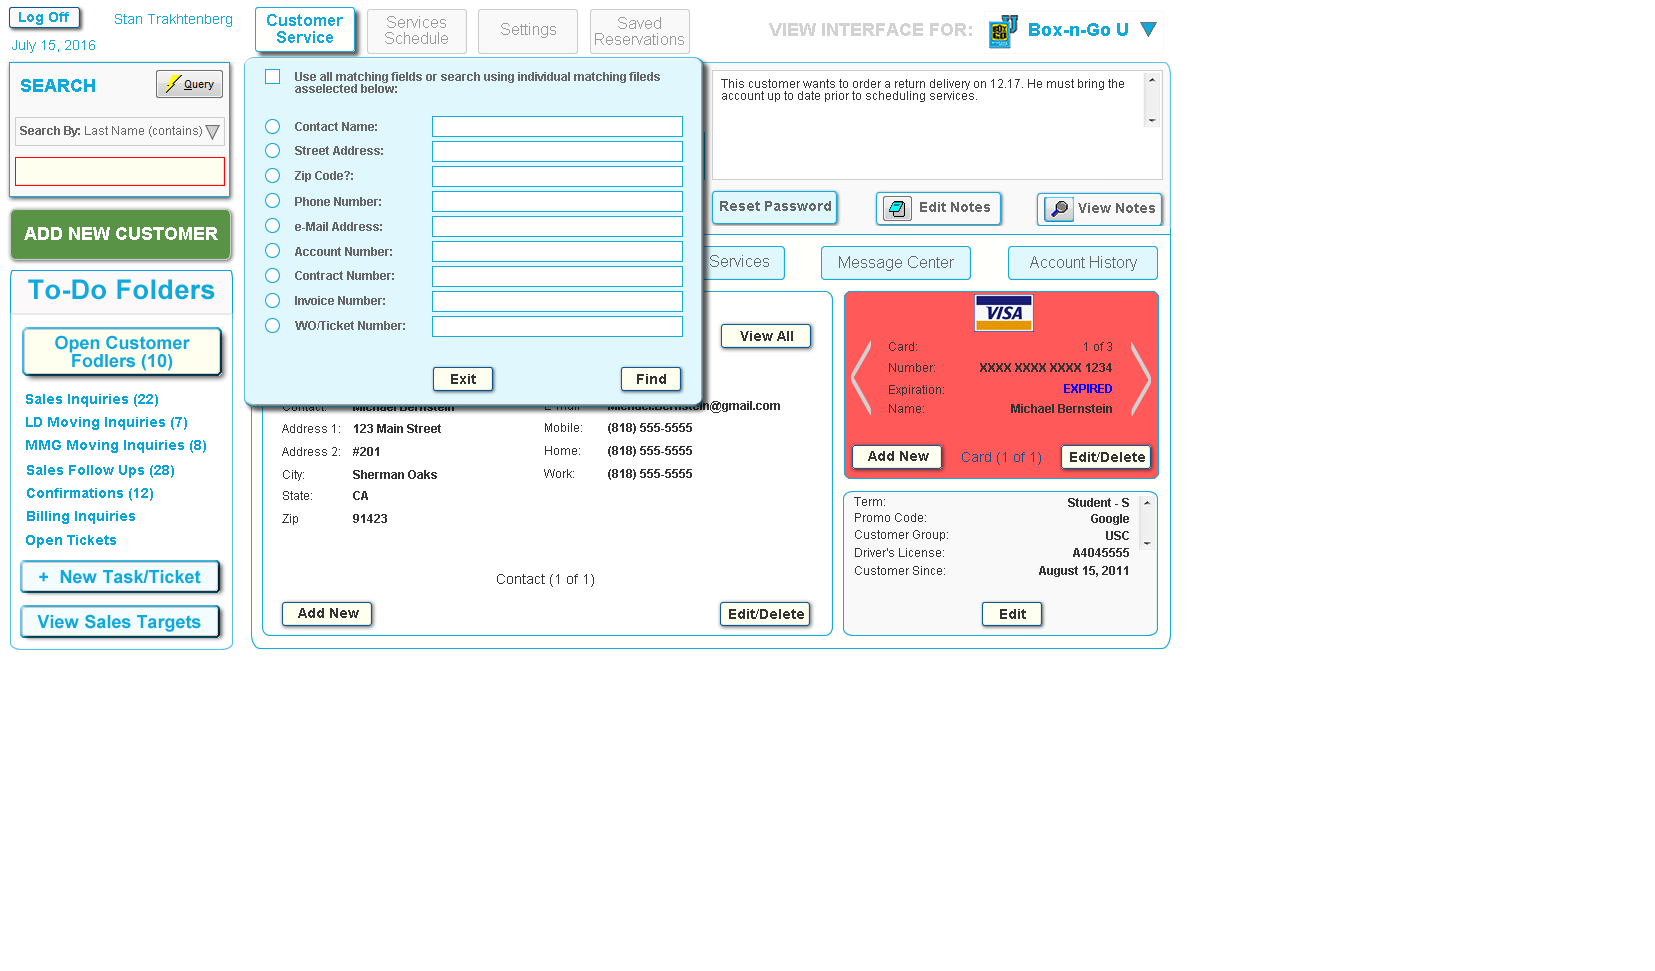 Log Off
Stan Trakhtenberg
July 15, 2016
Customer
Service
Services
Schedule
Settings
Saved
Reservations
VIEW INTERFACE FOR:
BOX
GO
Box-n-Go U
SEARCH
Query
Search By: Last Name (contains)
ADD NEW CUSTOMER
To-Do Folders
Open Customer
Fodlers (10)
Sales Inquiries (22)
LD Moving Inquiries (7)
MMG Moving Inquiries (8)
Sales Follow Ups (28)
Confirmations (12)
Billing Inquiries
Open Tickets
+ New Task/Ticket
View Sales Targets
Use all matching fields or search using individual matching fileds
asselected below:
Contact Name:
Street Address:
Zip Code?:
Phone Number:
e-Mail Address:
Account Number:
Contract Number:
Invoice Number:
WO/Ticket Number:
Exit
Find
This customer wants to order a return delivery on 12.17. He must bring the
account up to date prior to scheduling services.
Reset Password
Edit Notes
View Notes
Services
Message Center
Account History
View All
Contact: Michael Bernstein
E-mail Michael.Bernstein@gmail.com
Address 1: 123 Main Street
Mobile: (818) 555-5555
Address 2: #201
Home: (818) 555-5555
City: Sherman Oaks
Work: (818) 555-5555
State: CA
Zip 91423
Contact (1 of 1)
Add New
Edit/Delete
VISA
Card: 1 of 3
Number: XXXX XXXX XXXX 1234
Expiration: EXPIRED
Name: Michael Bernstein
Add New
Card (1 of 1)
Edit/Delete
Term: Student - S
Promo Code: Google
Customer Group: USC
Driver's License: A4045555
Customer Since: August 15, 2011
Edit